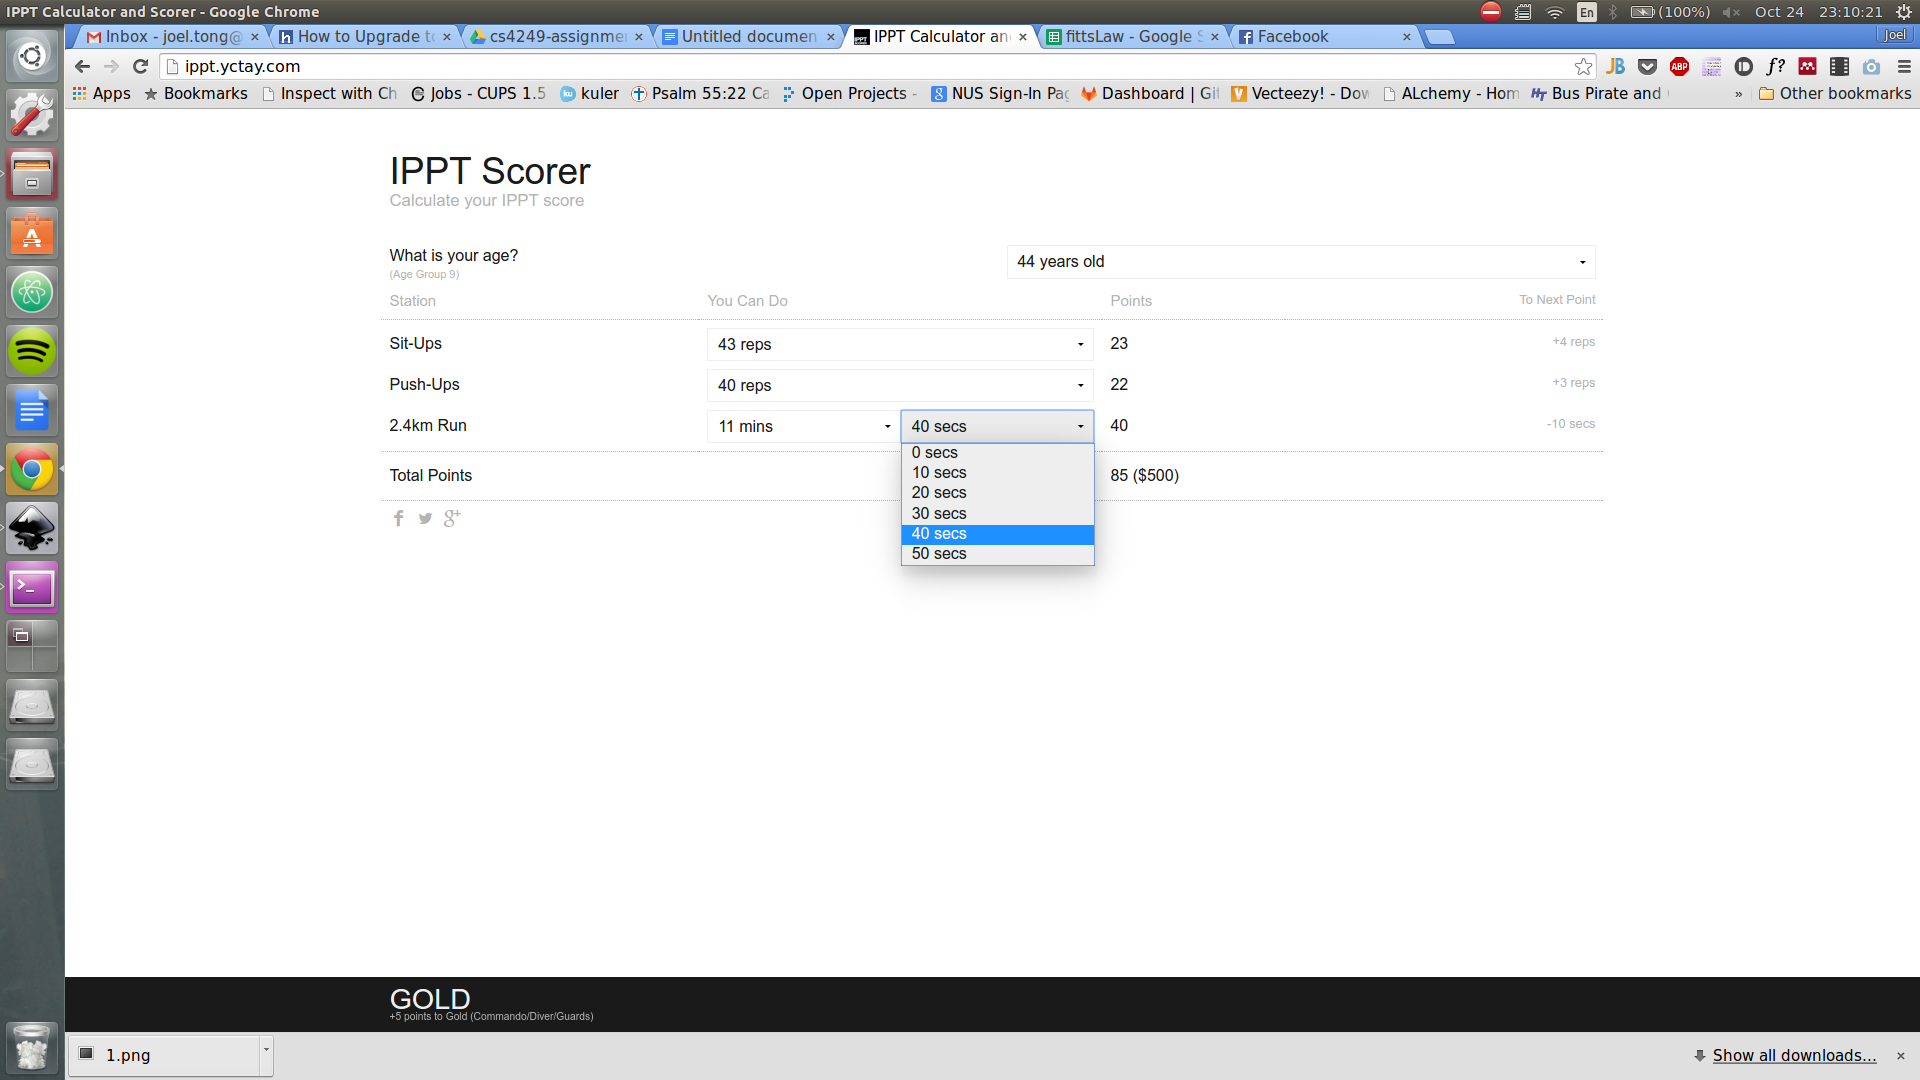 IPPT Calculator and Scorer - Google Chrome
En (100%) Oct 24 23:10:21
Inbox - joel.tong@ How to Upgrade to cs4249-assignme Untitled documen IPPT Calculator an fittsLaw - Google S Facebook Joel
ippt.yctay.com JB ABP f?
Apps Bookmarks Inspect with Ch Jobs - CUPS 1.5 kuler Psalm 55:22 Ca Open Projects - NUS Sign-In Pag Dashboard | Git Vecteezy! - Dow ALchemy - Hom Bus Pirate and » Other bookmarks
IPPT Scorer
Calculate your IPPT score
What is your age? 44 years old
(Age Group 9)
Station You Can Do Points To Next Point
Sit-Ups 43 reps 23 +4 reps
Push-Ups 40 reps 22 +3 reps
2.4km Run 11 mins 40 secs 40 -10 secs
0 secs
10 secs
20 secs
30 secs
40 secs
50 secs
Total Points 85 ($500)
GOLD
+5 points to Gold (Commando/Diver/Guards)
1.png Show all downloads...